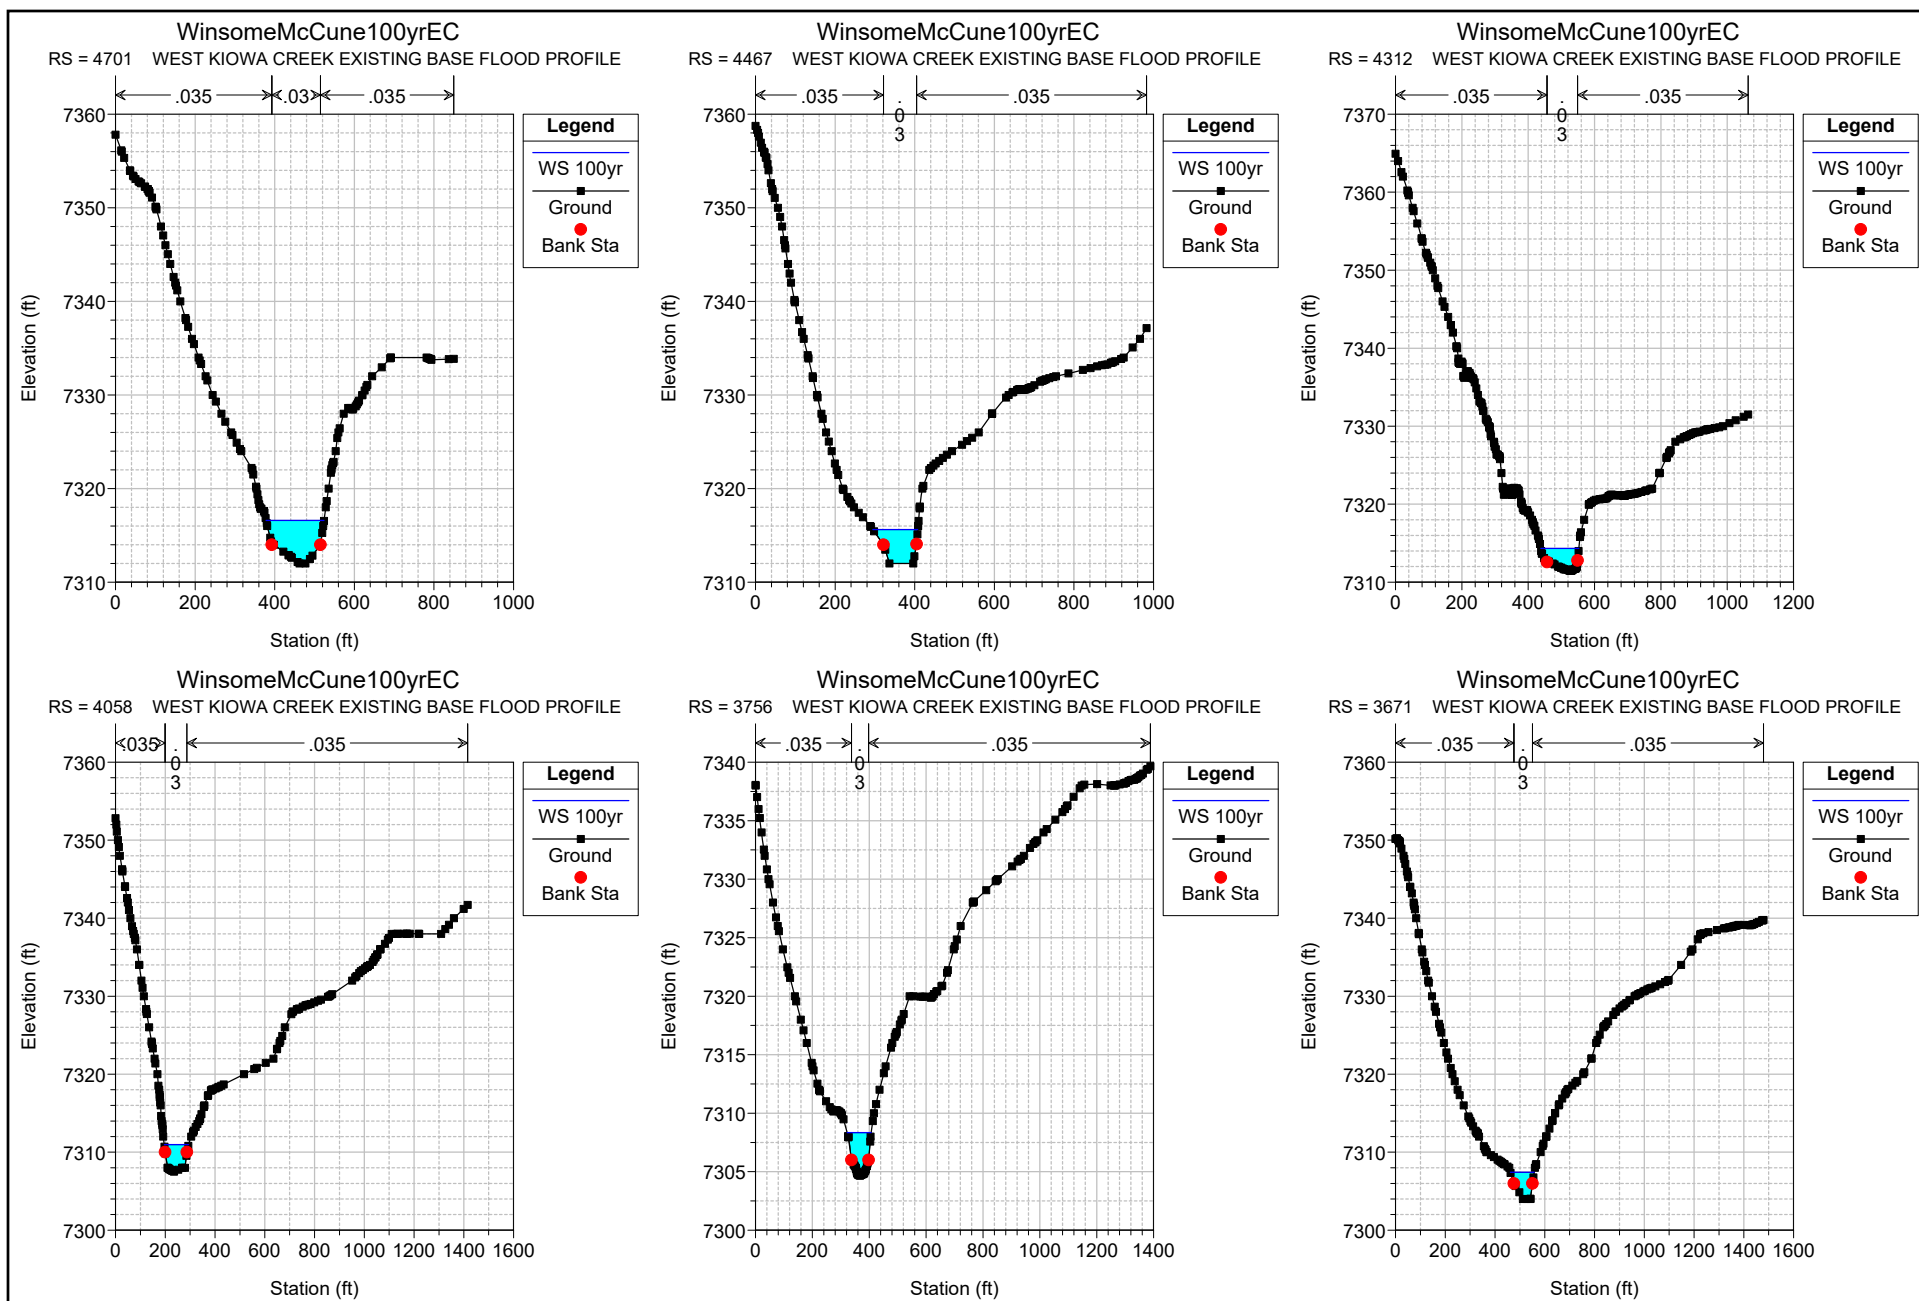 WinsomeMcCune100yrEC
RS = 4701 WEST KIOWA CREEK EXISTING BASE FLOOD PROFILE
.035 .03 .035
7360
7350
7340
7330
7320
7310
0 200 400 600 800 1000
Station (ft)
Elevation (ft)
Legend
WS 100yr
Ground
Bank Sta
WinsomeMcCune100yrEC
RS = 4467 WEST KIOWA CREEK EXISTING BASE FLOOD PROFILE
.035 .03 .035
7360
7350
7340
7330
7320
7310
0 200 400 600 800 1000
Station (ft)
Elevation (ft)
Legend
WS 100yr
Ground
Bank Sta
WinsomeMcCune100yrEC
RS = 4312 WEST KIOWA CREEK EXISTING BASE FLOOD PROFILE
.035 .03 .035
7370
7360
7350
7340
7330
7320
7310
0 200 400 600 800 1000 1200
Station (ft)
Elevation (ft)
Legend
WS 100yr
Ground
Bank Sta
WinsomeMcCune100yrEC
RS = 4058 WEST KIOWA CREEK EXISTING BASE FLOOD PROFILE
.035 .03 .035
7360
7350
7340
7330
7320
7310
7300
0 200 400 600 800 1000 1200 1400 1600
Station (ft)
Elevation (ft)
Legend
WS 100yr
Ground
Bank Sta
WinsomeMcCune100yrEC
RS = 3756 WEST KIOWA CREEK EXISTING BASE FLOOD PROFILE
.035 .03 .035
7340
7335
7330
7325
7320
7315
7310
7305
7300
0 200 400 600 800 1000 1200 1400
Station (ft)
Elevation (ft)
Legend
WS 100yr
Ground
Bank Sta
WinsomeMcCune100yrEC
RS = 3671 WEST KIOWA CREEK EXISTING BASE FLOOD PROFILE
.035 .03 .035
7360
7350
7340
7330
7320
7310
7300
0 200 400 600 800 1000 1200 1400 1600
Station (ft)
Elevation (ft)
Legend
WS 100yr
Ground
Bank Sta